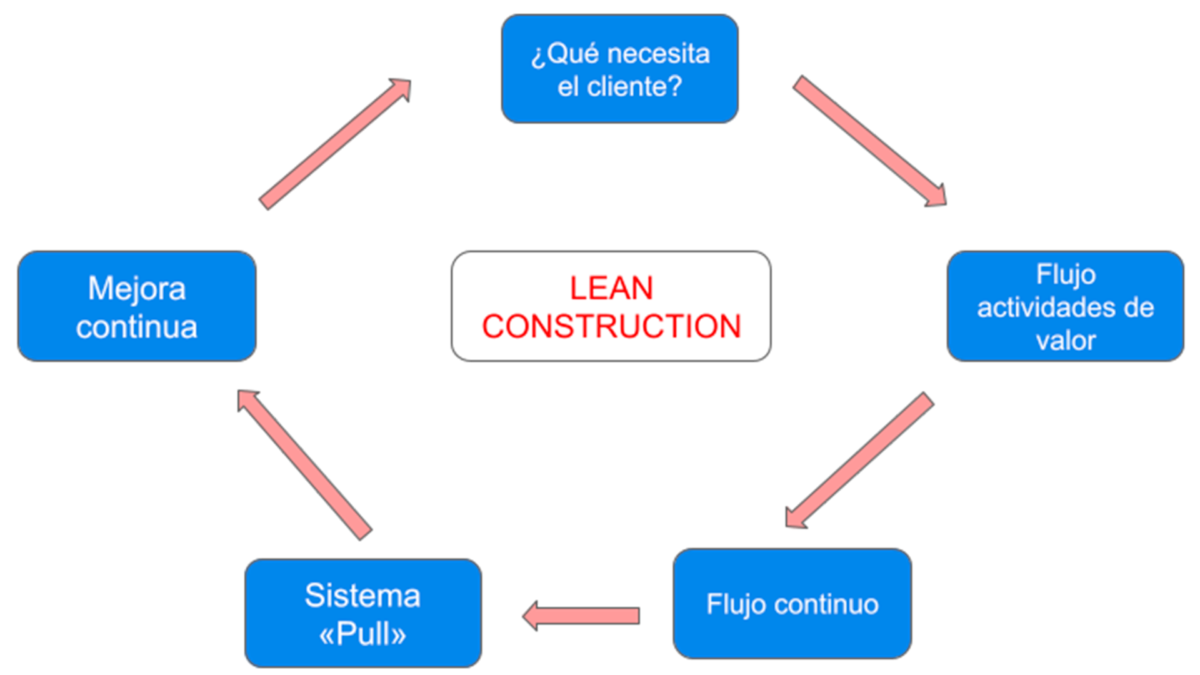 ¿Qué necesita
el cliente?
Mejora
continua
LEAN
CONSTRUCTION
Flujo
actividades de
valor
Sistema
«Pull»
Flujo continuo